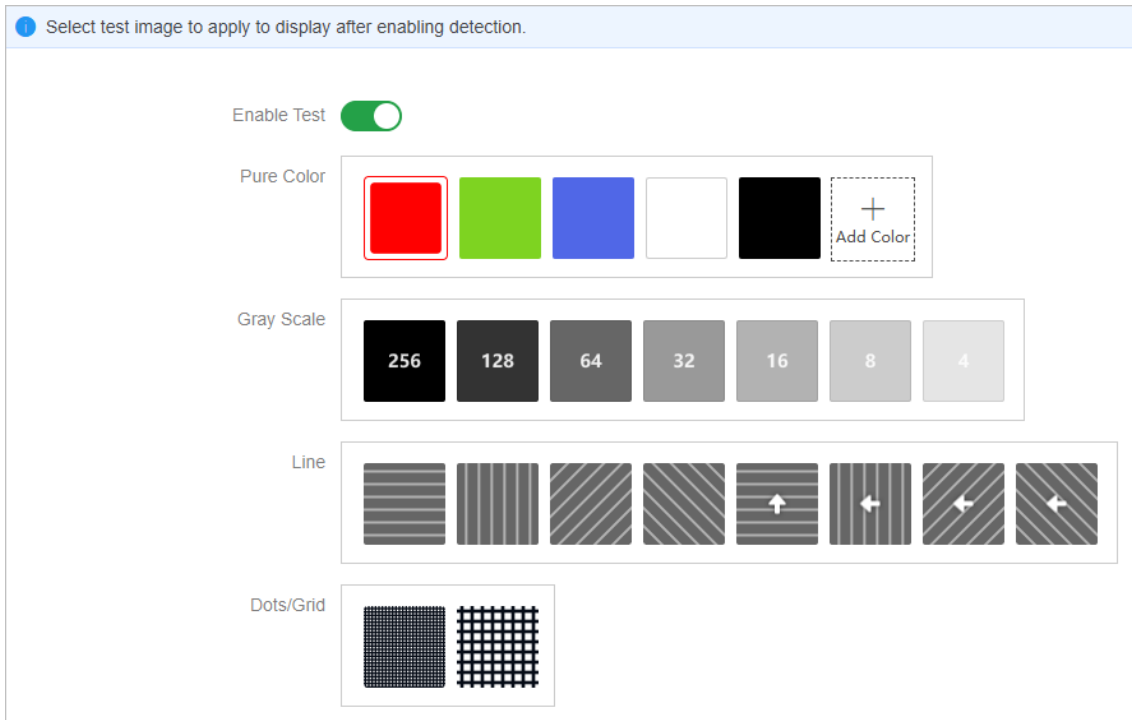 Select test image to apply to display after enabling detection.
Enable Test
Pure Color
Add Color
Gray Scale
256 128 64 32 16 8 4
Line
Dots/Grid